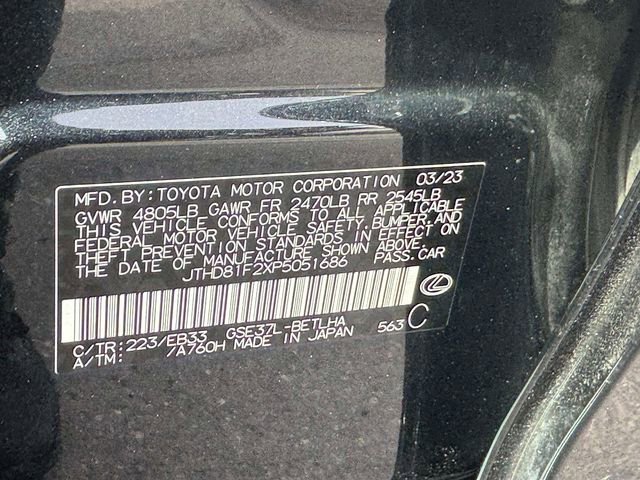 MFD. BY: TOYOTA MOTOR CORPORATION 03/23
GVWR 4805LB GAWR FR 2470LB RR 2545LB
THIS VEHICLE CONFORMS TO ALL APPLICABLE
FEDERAL MOTOR VEHICLE SAFETY,BUMPER,AND
THEFT PREVENTION STANDARDS IN EFFECT ON
THE DATE OF MANUFACTURE SHOWN ABOVE.
JTHD81F2XP5051686 PASS.CAR
C/TR:223/EB33 GSE37L-BETLHA 563 C
A/TM: /A760H MADE IN JAPAN